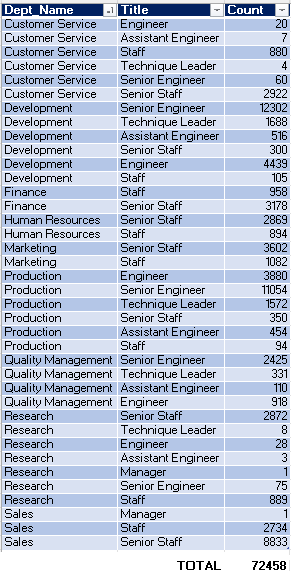 Dept_Name Title Count
Customer Service Engineer 20
Customer Service Assistant Engineer 7
Customer Service Staff 880
Customer Service Technique Leader 4
Customer Service Senior Engineer 60
Customer Service Senior Staff 2922
Development Senior Engineer 12302
Development Technique Leader 1688
Development Assistant Engineer 516
Development Senior Staff 300
Development Engineer 4439
Development Staff 105
Finance Staff 958
Finance Senior Staff 3178
Human Resources Senior Staff 2869
Human Resources Staff 894
Marketing Senior Staff 3602
Marketing Staff 1082
Production Engineer 3880
Production Senior Engineer 11054
Production Technique Leader 1572
Production Senior Staff 350
Production Assistant Engineer 454
Production Staff 94
Quality Management Senior Engineer 2425
Quality Management Technique Leader 331
Quality Management Assistant Engineer 110
Quality Management Engineer 918
Research Senior Staff 2872
Research Technique Leader 8
Research Engineer 28
Research Assistant Engineer 3
Research Manager 1
Research Senior Engineer 75
Research Staff 889
Sales Manager 1
Sales Staff 2734
Sales Senior Staff 8833
TOTAL 72458